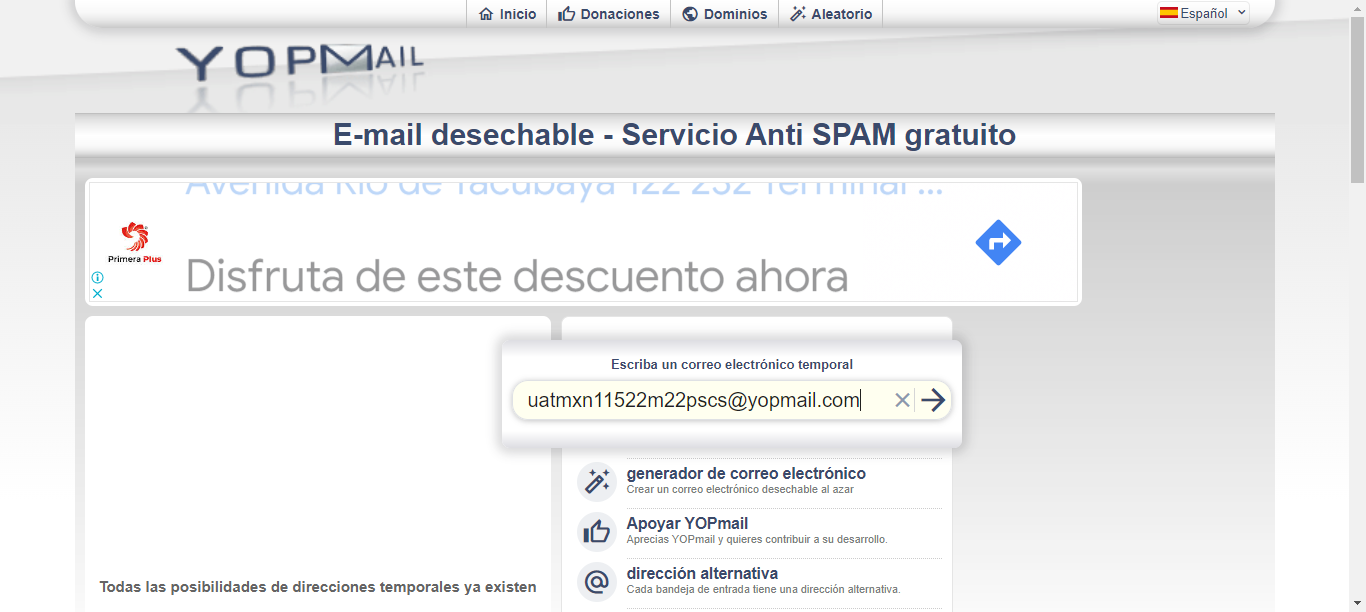 Inicio
Donaciones
Dominios
Aleatorio
Español
YOPMAIL
E-mail desechable - Servicio Anti SPAM gratuito
Avenida Río de Tacubaya 122 232 Terminal ...
Primera Plus
Disfruta de este descuento ahora
Escriba un correo electrónico temporal
uatmxn11522m22pscs@yopmail.com
generador de correo electrónico
Crear un correo electrónico desechable al azar
Apoyar YOPmail
Aprecias YOPmail y quieres contribuir a su desarrollo.
dirección alternativa
Cada bandeja de entrada tiene una dirección alternativa.
Todas las posibilidades de direcciones temporales ya existen